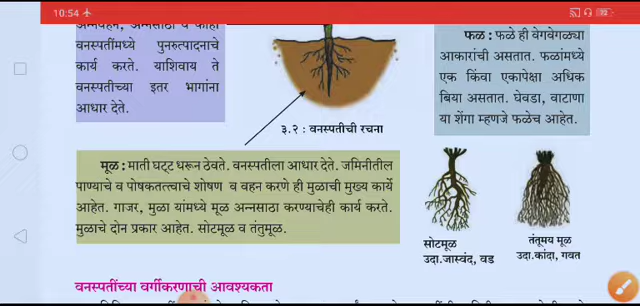 10:54
अन्नवहन, अन्नसाठा व काही
वनस्पतींमध्ये पुनरुत्पादनाचे
कार्य करते. याशिवाय ते
वनस्पतीच्या इतर भागांना
आधार देते.
३.२ : वनस्पतीची रचना
फळ : फळे ही वेगवेगळ्या
आकारांची असतात. फळांमध्ये
एक किंवा एकापेक्षा अधिक
बिया असतात. घेवडा, वाटाणा
या शेंगा म्हणजे फळेच आहेत.
मूळ : माती घट्ट धरून ठेवते. वनस्पतीला आधार देते. जमिनीतील
पाण्याचे व पोषकतत्त्वाचे शोषण व वहन करणे ही मुळाची मुख्य कार्ये
आहेत. गाजर, मुळा यांमध्ये मूळ अन्नसाठा करण्याचेही कार्य करते.
मुळाचे दोन प्रकार आहेत. सोटमूळ व तंतुमूळ.
सोटमूळ
उदा.जास्वंद, वड
तंतूमय मूळ
उदा.कांदा, गवत
वनस्पतींच्या वर्गीकरणाची आवश्यकता